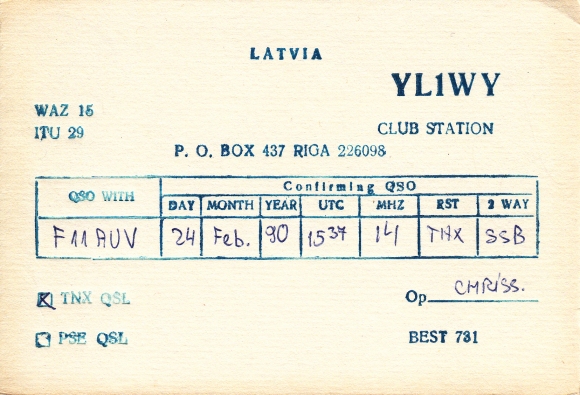 LATVIA
YL1WY
WAZ 15
ITU 29
CLUB STATION
P. O. BOX 437 RIGA 226098
QSO WITH
Confirming QSO
DAY MONTH YEAR UTC MHZ RST 2 WAY
F11AUV 24 Feb. 90 1537 14 TNX SSB
TNX QSL
Op. CHRISS.
PSE QSL
BEST 731